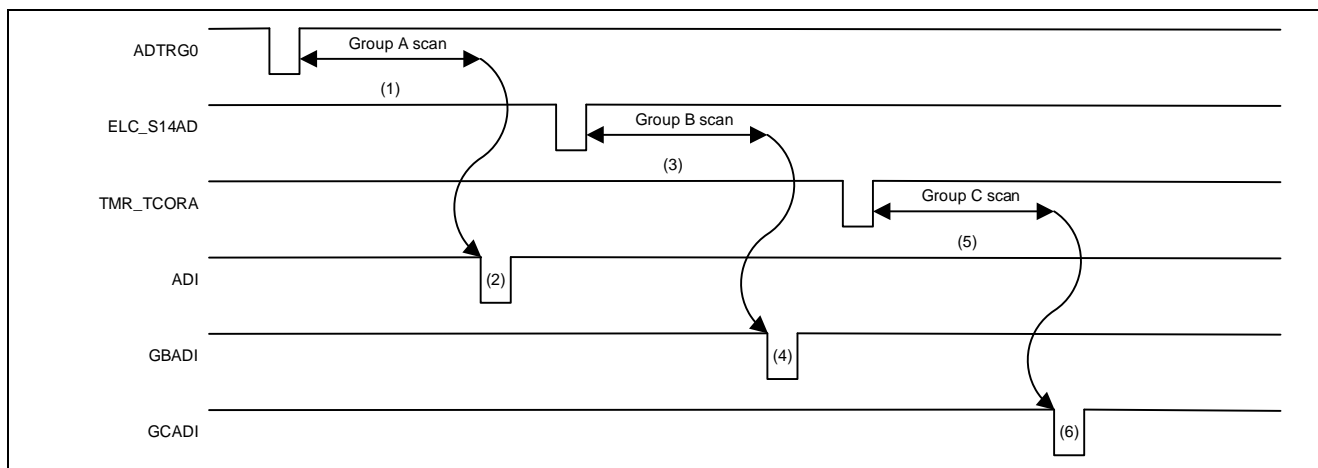 ADTRG0
Group A scan
(1)
ELC_S14AD
Group B scan
(3)
TMR_TCORA
Group C scan
(5)
ADI
(2)
GBADI
(4)
GCADI
(6)